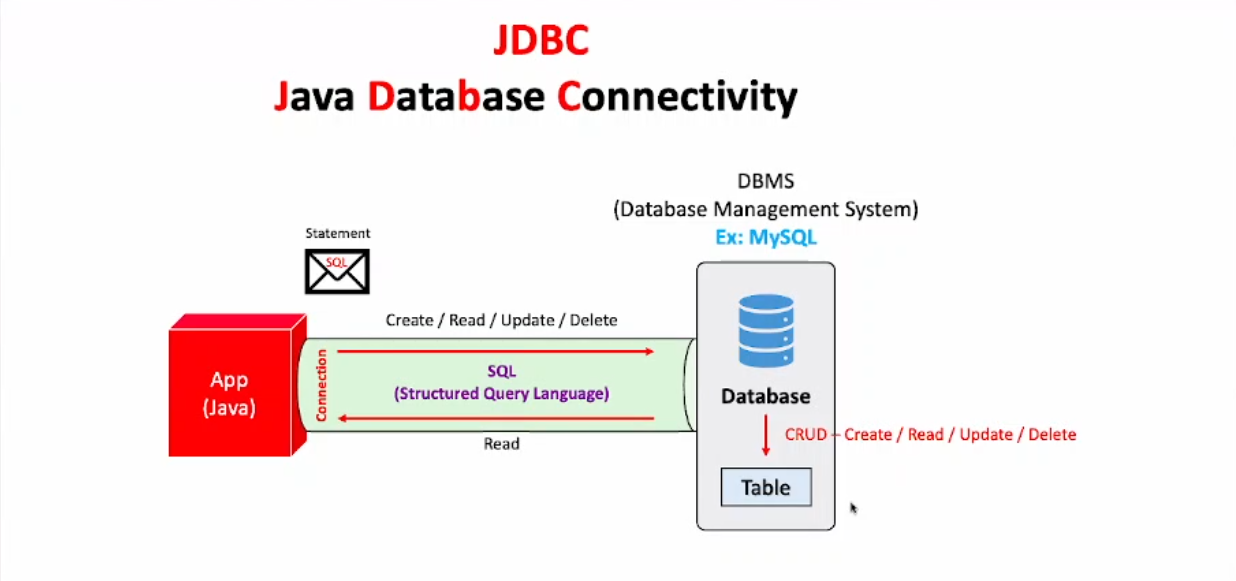 JDBC
Java Database Connectivity
DBMS
(Database Management System)
Ex: MySQL
Statement
SQL
Create / Read / Update / Delete
App
(Java)
Connection
SQL
(Structured Query Language)
Read
Database
CRUD – Create / Read / Update / Delete
Table